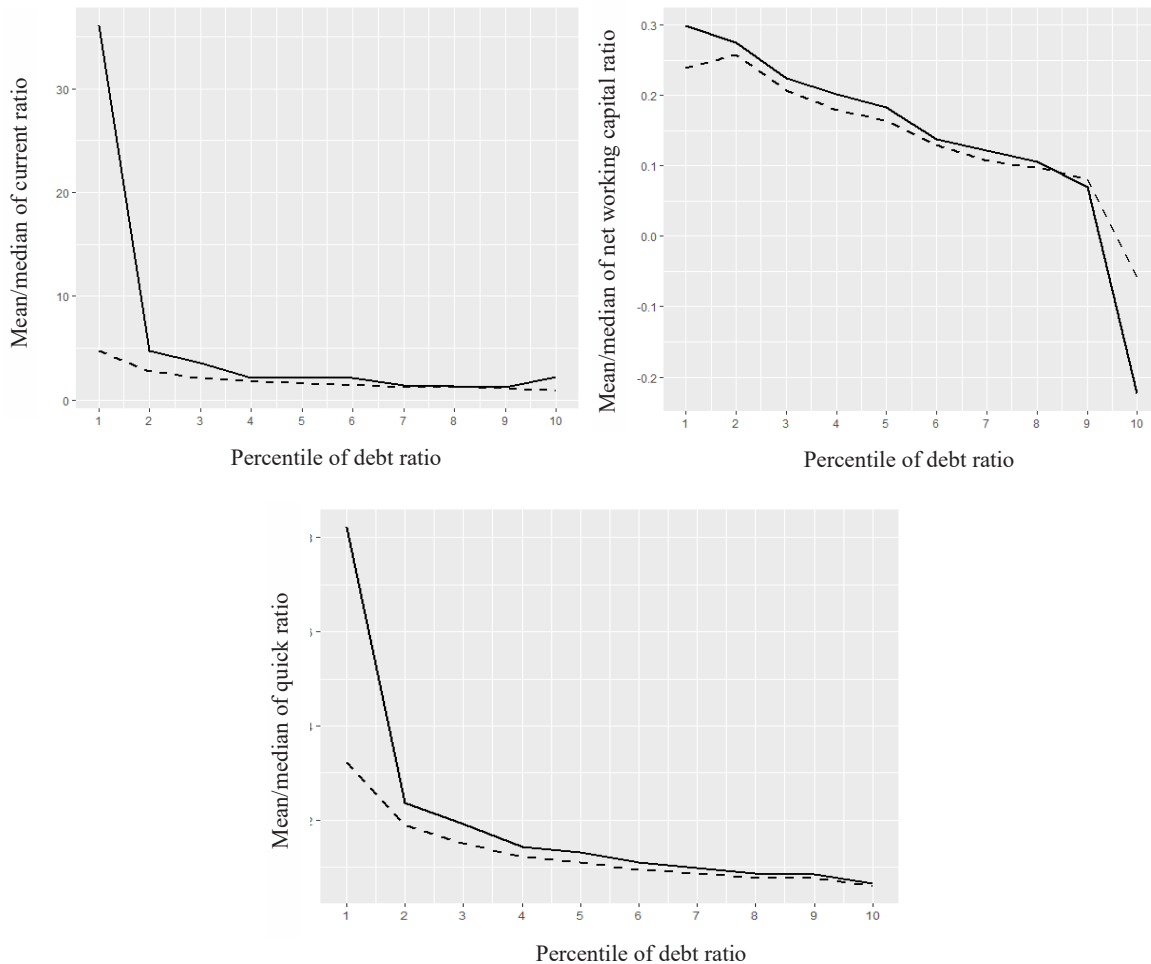 Mean/median of current ratio
30
20
10
0
1 2 3 4 5 6 7 8 9 10
Percentile of debt ratio
Mean/median of net working capital ratio
0.3
0.2
0.1
0.0
-0.1
-0.2
1 2 3 4 5 6 7 8 9 10
Percentile of debt ratio
Mean/median of quick ratio
4
2
1 2 3 4 5 6 7 8 9 10
Percentile of debt ratio